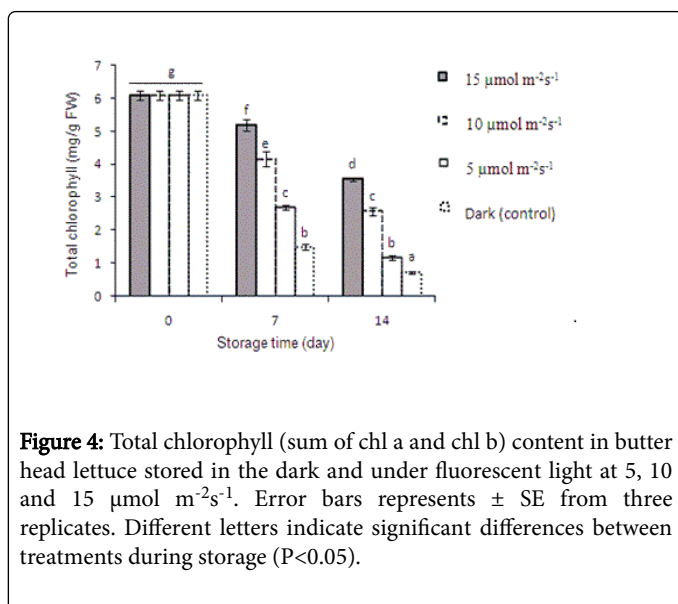 7
6
5
4
3
2
1
0
Total chlorophyll (mg/g FW)
g
f
e
c
b
d
c
b
a
0 7 14
Storage time (day)
15 μmol m-2s-1
10 μmol m-2s-1
5 μmol m-2s-1
Dark (control)
Figure 4: Total chlorophyll (sum of chl a and chl b) content in butter
head lettuce stored in the dark and under fluorescent light at 5, 10
and 15 μmol m-2s-1. Error bars represents ± SE from three
replicates. Different letters indicate significant differences between
treatments during storage (P<0.05).